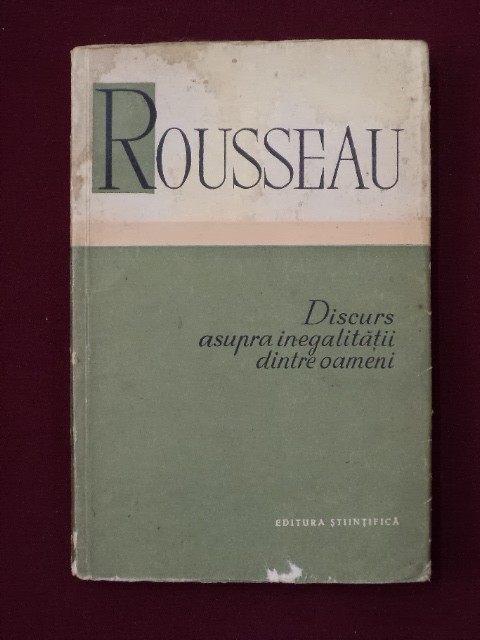 ROUSSEAU
Discurs
asupra inegalității
dintre oameni
EDITURA ȘTIINȚIFICĂ